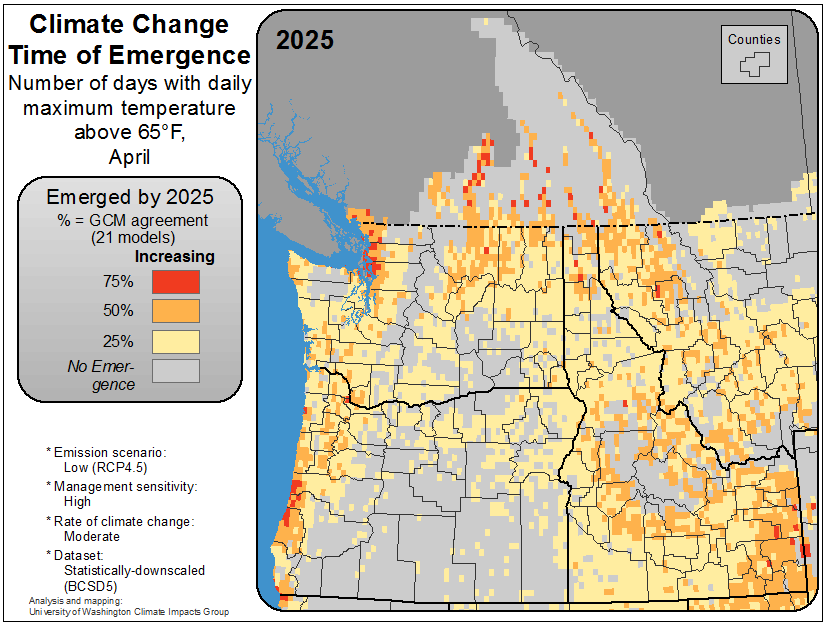 Climate Change
Time of Emergence
Number of days with daily
maximum temperature
above 65°F,
April
2025
Counties
Emerged by 2025
% = GCM agreement
(21 models)
Increasing
75%
50%
25%
No Emer-
gence
* Emission scenario:
Low (RCP4.5)
* Management sensitivity:
High
* Rate of climate change:
Moderate
* Dataset:
Statistically-downscaled
(BCSD5)
Analysis and mapping:
University of Washington Climate Impacts Group